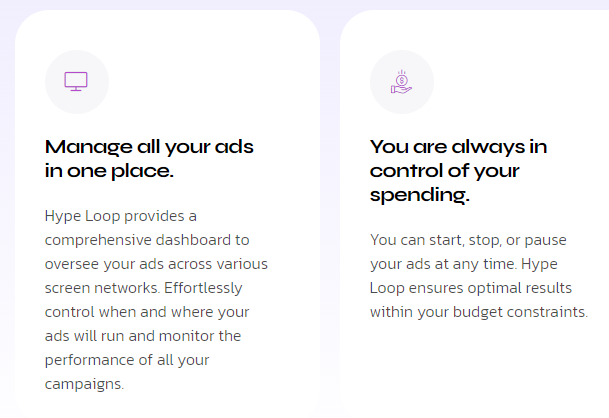 Manage all your ads
in one place.
Hype Loop provides a
comprehensive dashboard to
oversee your ads across various
screen networks. Effortlessly
control when and where your
ads will run and monitor the
performance of all your
campaigns.
You are always in
control of your
spending.
You can start, stop, or pause
your ads at any time. Hype
Loop ensures optimal results
within your budget constraints.